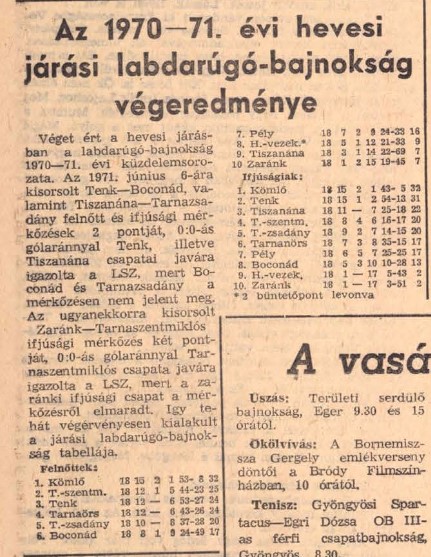 Az 1970—71. évi hevesi
járási labdarúgó-bajnokság
végeredménye
Véget ért a hevesi járás-
ban a labdarúgó-bajnokság
1970—71. évi küzdelemsoro-
zata. Az 1971. június 6-ára
kisorsolt Tenk—Boconád, va-
lamint Tiszanána—Tarnazsa-
dány felnőtt és ifjúsági mér-
kőzések 2 pontját, 0:0-ás
gólaránnyal Tenk, illetve
Tiszanána csapatai javára
igazolta a LSZ, mert Bo-
conád és Tarnazsadány a
mérkőzésen nem jelent meg.
Az ugyanekkorra kisorsolt
Zaránk—Tarnaszentmiklós
ifjúsági mérkőzés két pont-
ját, 0:0-ás gólaránnyal Tar-
naszentmiklós csapata javára
igazolta a LSZ, mert a za-
ránki ifjúsági csapat a mér-
kőzésről elmaradt. Így te-
hát végérvényesen kialakult
a járási labdarúgó-bajnok-
ság tabellája.
Felnőttek:
1. Kömlő 18 15 2 1 53- 8 32
2. T.-szentm. 18 12 1 5 44-23 25
3. Tenk 18 12 — 6 53-27 24
4. Tarnaörs 18 12 — 6 43-26 24
5. T.-zsadány 18 10 — 8 37-28 20
6. Boconád 18 8 1 9 24-49 17
7. Pély 18 7 2 9 24-33 16
8. H.-vezek.* 18 5 1 12 21-33 9
9. Tiszanána 18 3 1 14 22-69 7
10. Zaránk 18 1 2 15 19-45
Ifjúságiak:
1. Kömlő 18 15 2 1 43- 5 32
2. Tenk 18 15 1 2 54-13 31
3. Tiszanána 18 11 — 7 25-18 22
4. T.-szentm. 18 8 4 6 18-17 20
5. T.-zsadány 18 9 2 7 14-15 20
6. Tarnaörs 18 7 3 8 35-15 17
7. Pély 18 6 5 7 25-25 17
8. Boconád 18 5 3 10 10-28 13
9. H.-vezek. 18 1 — 17 5-43 2
10. Zaránk 18 1 — 17 3-51 2
* 2 büntetőpont levonva
A vasá
Úszás: Területi serdülő
bajnokság, Eger 9.30 és 15
órától.
Ökölvívás: A Bornemisz-
sza Gergely emlékverseny
döntői a Bródy Filmszín-
házban, 10 órától.
Tenisz: Gyöngyösi Spar-
tacus—Egri Dózsa OB III-
as férfi csapatbajnokság,
Gyöngyös 8.30.